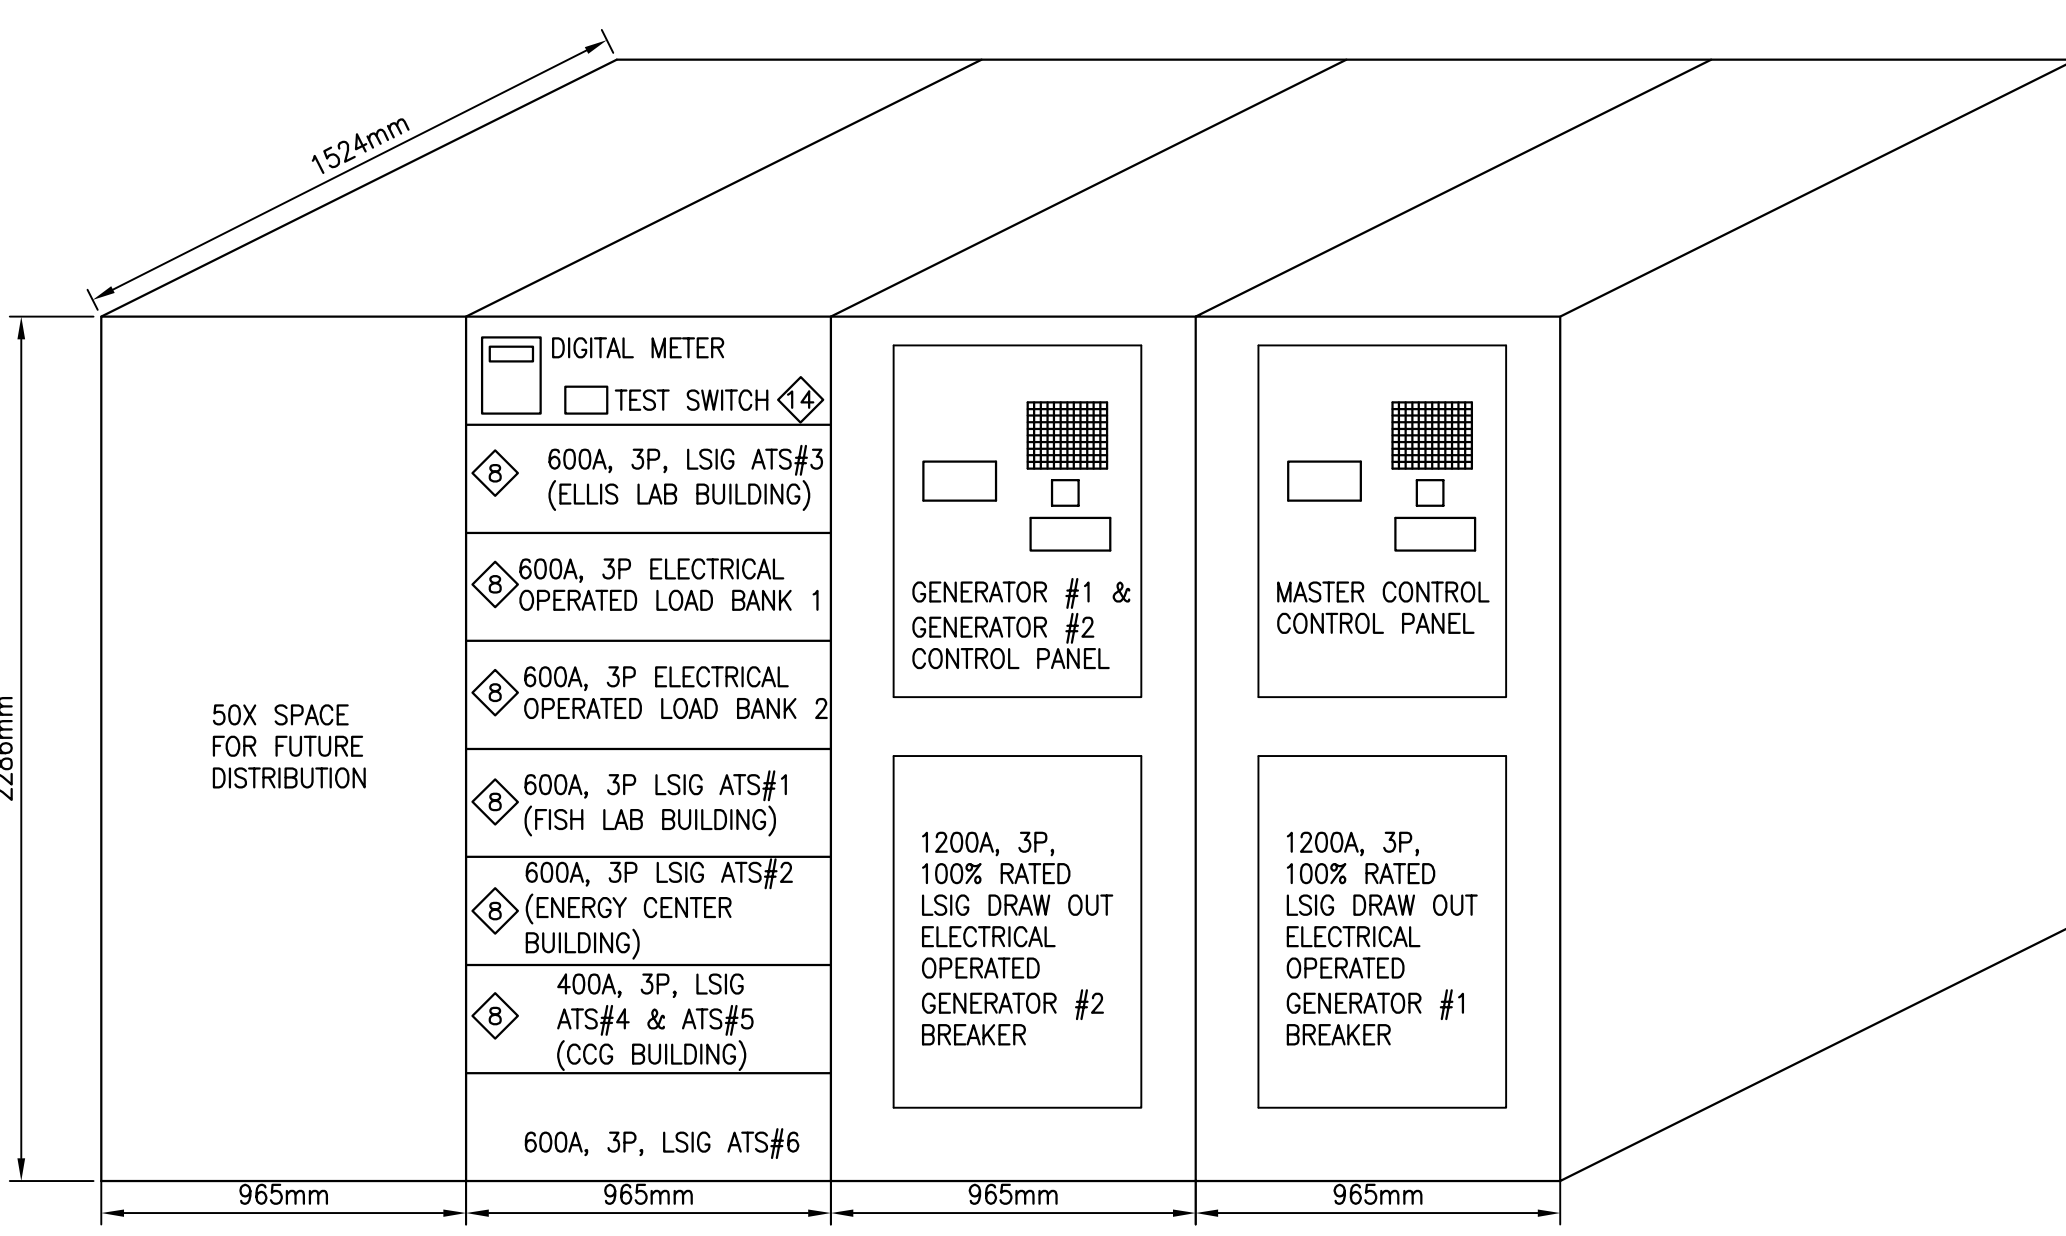 1524mm
2286mm
50X SPACE
FOR FUTURE
DISTRIBUTION
DIGITAL METER
TEST SWITCH 14
8
600A, 3P, LSIG ATS#3
(ELLIS LAB BUILDING)
8
600A, 3P ELECTRICAL
OPERATED LOAD BANK 1
8
600A, 3P ELECTRICAL
OPERATED LOAD BANK 2
8
600A, 3P LSIG ATS#1
(FISH LAB BUILDING)
8
600A, 3P LSIG ATS#2
(ENERGY CENTER
BUILDING)
8
400A, 3P, LSIG
ATS#4 & ATS#5
(CCG BUILDING)
600A, 3P, LSIG ATS#6
GENERATOR #1 &
GENERATOR #2
CONTROL PANEL
1200A, 3P,
100% RATED
LSIG DRAW OUT
ELECTRICAL
OPERATED
GENERATOR #2
BREAKER
MASTER CONTROL
CONTROL PANEL
1200A, 3P,
100% RATED
LSIG DRAW OUT
ELECTRICAL
OPERATED
GENERATOR #1
BREAKER
965mm
965mm
965mm
965mm